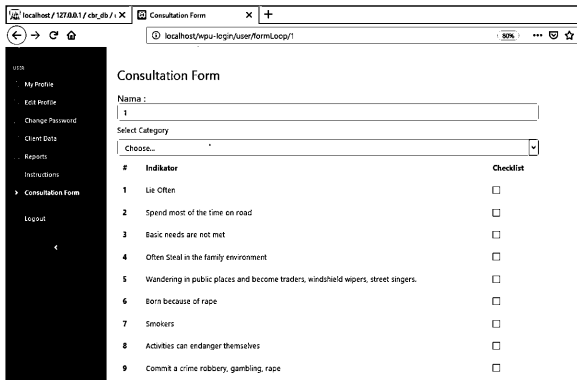 localhost / 127.0.0.1 / cbr_db / t X
Consultation Form X +
localhost/wpu-login/user/formLoop/1 80% ...
USER
My Profile
Edit Profile
Change Password
Client Data
Reports
Instructions
Consultation Form
Logout
Consultation Form
Nama :
1
Select Category
Choose...
# Indikator Checklist
1 Lie Often
2 Spend most of the time on road
3 Basic needs are not met
4 Often Steal in the family environment
5 Wandering in public places and become traders, windshield wipers, street singers.
6 Born because of rape
7 Smokers
8 Activities can endanger themselves
9 Commit a crime robbery, gambling, rape